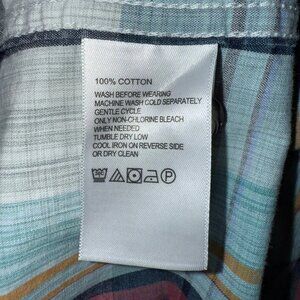 100% COTTON
WASH BEFORE WEARING
MACHINE WASH COLD SEPARATELY
GENTLE CYCLE
ONLY NON-CHLORINE BLEACH
WHEN NEEDED
TUMBLE DRY LOW
COOL IRON ON REVERSE SIDE
OR DRY CLEAN